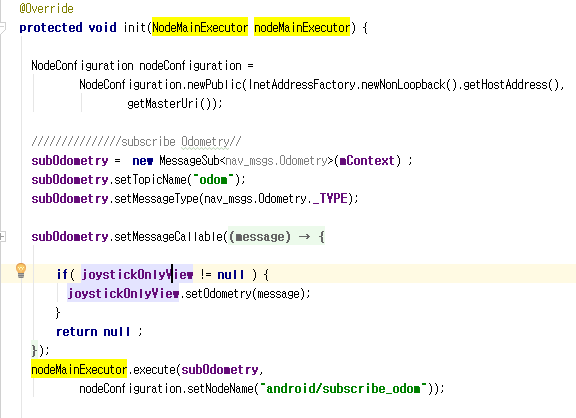 @Override
protected void init(NodeMainExecutor nodeMainExecutor) {
NodeConfiguration nodeConfiguration =
NodeConfiguration.newPublic(InetAddressFactory.newNonLoopback().getHostAddress(),
getMasterUri());
///////////////subscribe Odometry//
subOdometry = new MessageSub<nav_msgs.Odometry>(mContext) ;
subOdometry.setTopicName("odom");
subOdometry.setMessageType(nav_msgs.Odometry._TYPE);
subOdometry.setMessageCallable((message) → {
if( joystickOnlyView != null ) {
joystickOnlyView.setOdometry(message);
}
return null ;
});
nodeMainExecutor.execute(subOdometry,
nodeConfiguration.setNodeName("android/subscribe_odom"));